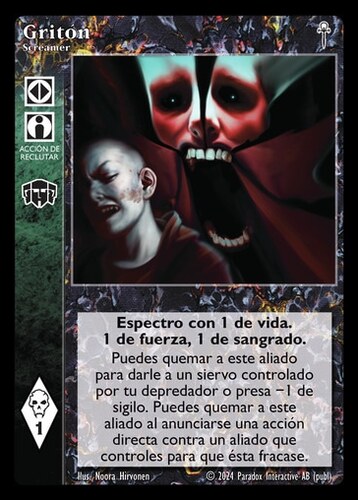 Gritón
Screamer
ACCIÓN DE
RECLUTAR
1
Espectro con 1 de vida.
1 de fuerza, 1 de sangrado.
Puedes quemar a este aliado
para darle a un siervo controlado
por tu depredador o presa −1 de
sigilo. Puedes quemar a este
aliado al anunciarse una acción
directa contra un aliado que
controles para que ésta fracase.
Ilus: Noora Hirvonen © 2024 Paradox Interactive AB (publ)